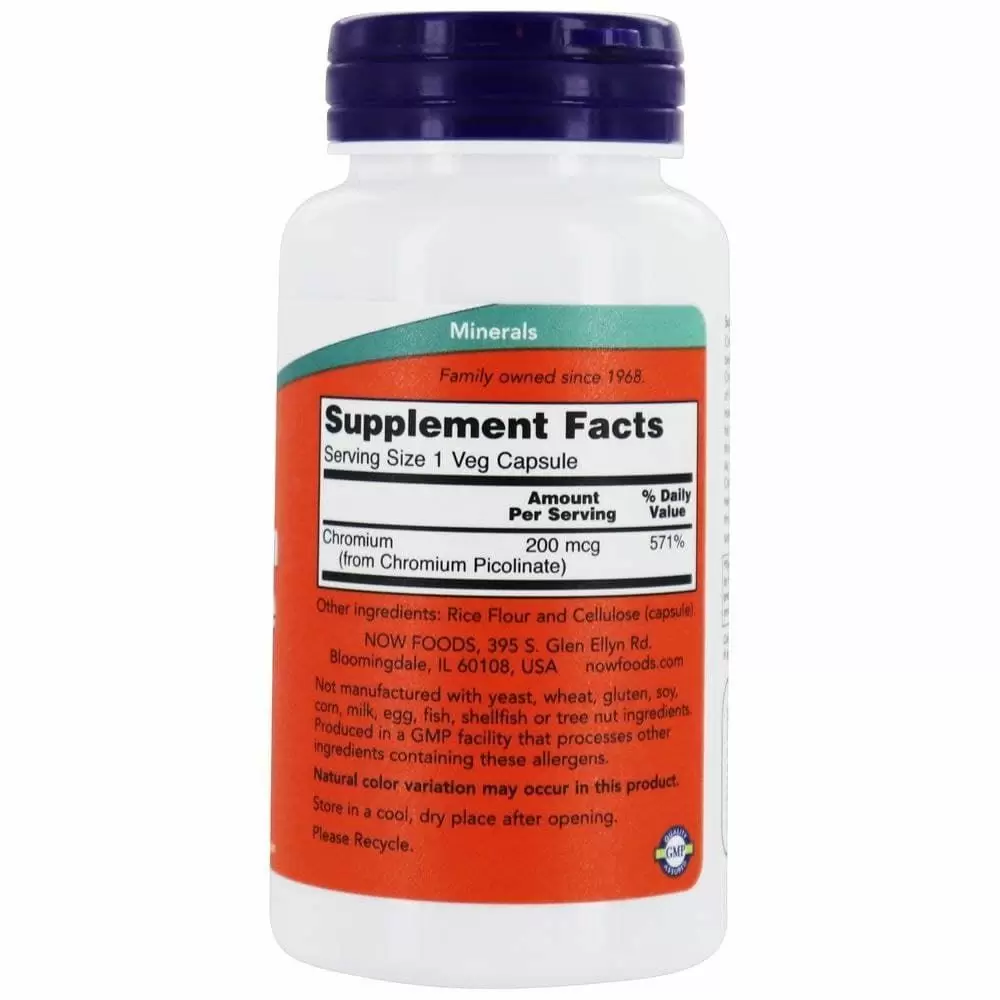 Minerals
Family owned since 1968.
Supplement Facts
Serving Size 1 Veg Capsule
Amount Per Serving
% Daily Value
Chromium 200 mcg 571%
(from Chromium Picolinate)
Other ingredients: Rice Flour and Cellulose (capsule).
NOW FOODS, 395 S. Glen Ellyn Rd.
Bloomingdale, IL 60108, USA nowfoods.com
Not manufactured with yeast, wheat, gluten, soy,
corn, milk, egg, fish, shellfish or tree nut ingredients.
Produced in a GMP facility that processes other
ingredients containing these allergens.
Natural color variation may occur in this product.
Store in a cool, dry place after opening.
Please Recycle.
QUALITY
GMP
ASSURED